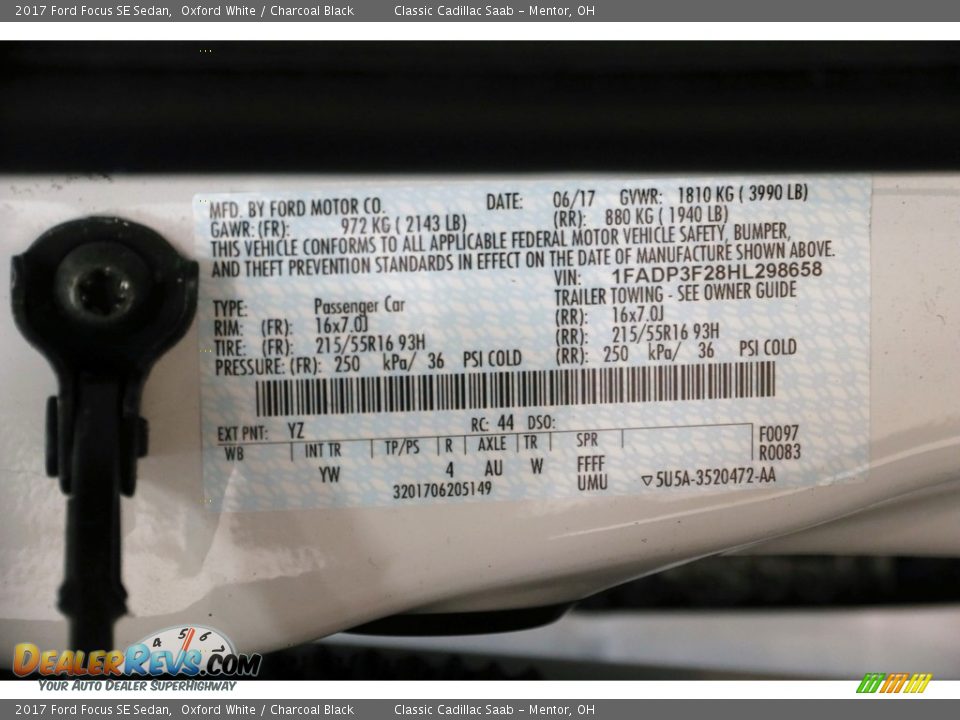 2017 Ford Focus SE Sedan, Oxford White / Charcoal Black Classic Cadillac Saab - Mentor, OH
MFD. BY FORD MOTOR CO. DATE: 06/17 GVWR: 1810 KG ( 3990 LB)
GAWR: (FR): 972 KG ( 2143 LB) (RR): 880 KG ( 1940 LB)
THIS VEHICLE CONFORMS TO ALL APPLICABLE FEDERAL MOTOR VEHICLE SAFETY, BUMPER,
AND THEFT PREVENTION STANDARDS IN EFFECT ON THE DATE OF MANUFACTURE SHOWN ABOVE.
VIN: 1FADP3F28HL298658
TYPE: Passenger Car TRAILER TOWING - SEE OWNER GUIDE
RIM: (FR): 16x7.0J (RR): 16x7.0J
TIRE: (FR): 215/55R16 93H (RR): 215/55R16 93H
PRESSURE: (FR): 250 kPa/ 36 PSI COLD (RR): 250 kPa/ 36 PSI COLD
EXT PNT: YZ RC: 44 DSO:
WB INT TR TP/PS R AXLE TR SPR F0097
R0083
YW 4 AU W FFFF
UMU
3201706205149 ▽5U5A-3520472-AA
4 5 6
DEALERREVS.COM
YOUR AUTO DEALER SUPERHIGHWAY
2017 Ford Focus SE Sedan, Oxford White / Charcoal Black Classic Cadillac Saab - Mentor, OH